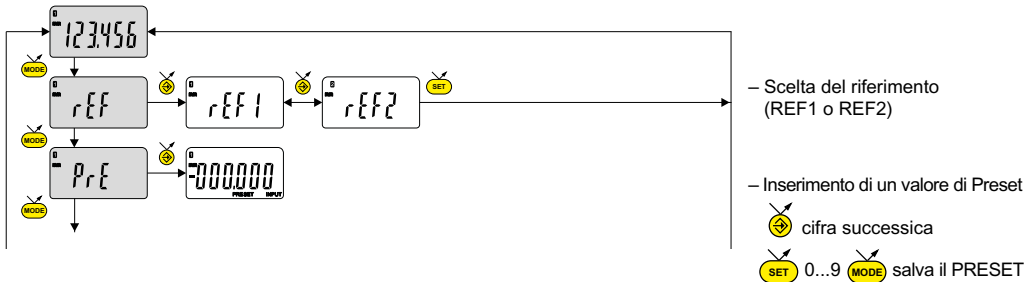 123.456
MODE
rEF
rEF1
rEF2
SET
– Scelta del riferimento
(REF1 o REF2)
MODE
PrE
-000.000
PRESET INPUT
– Inserimento di un valore di Preset
MODE
cifra successica
SET 0...9 MODE salva il PRESET